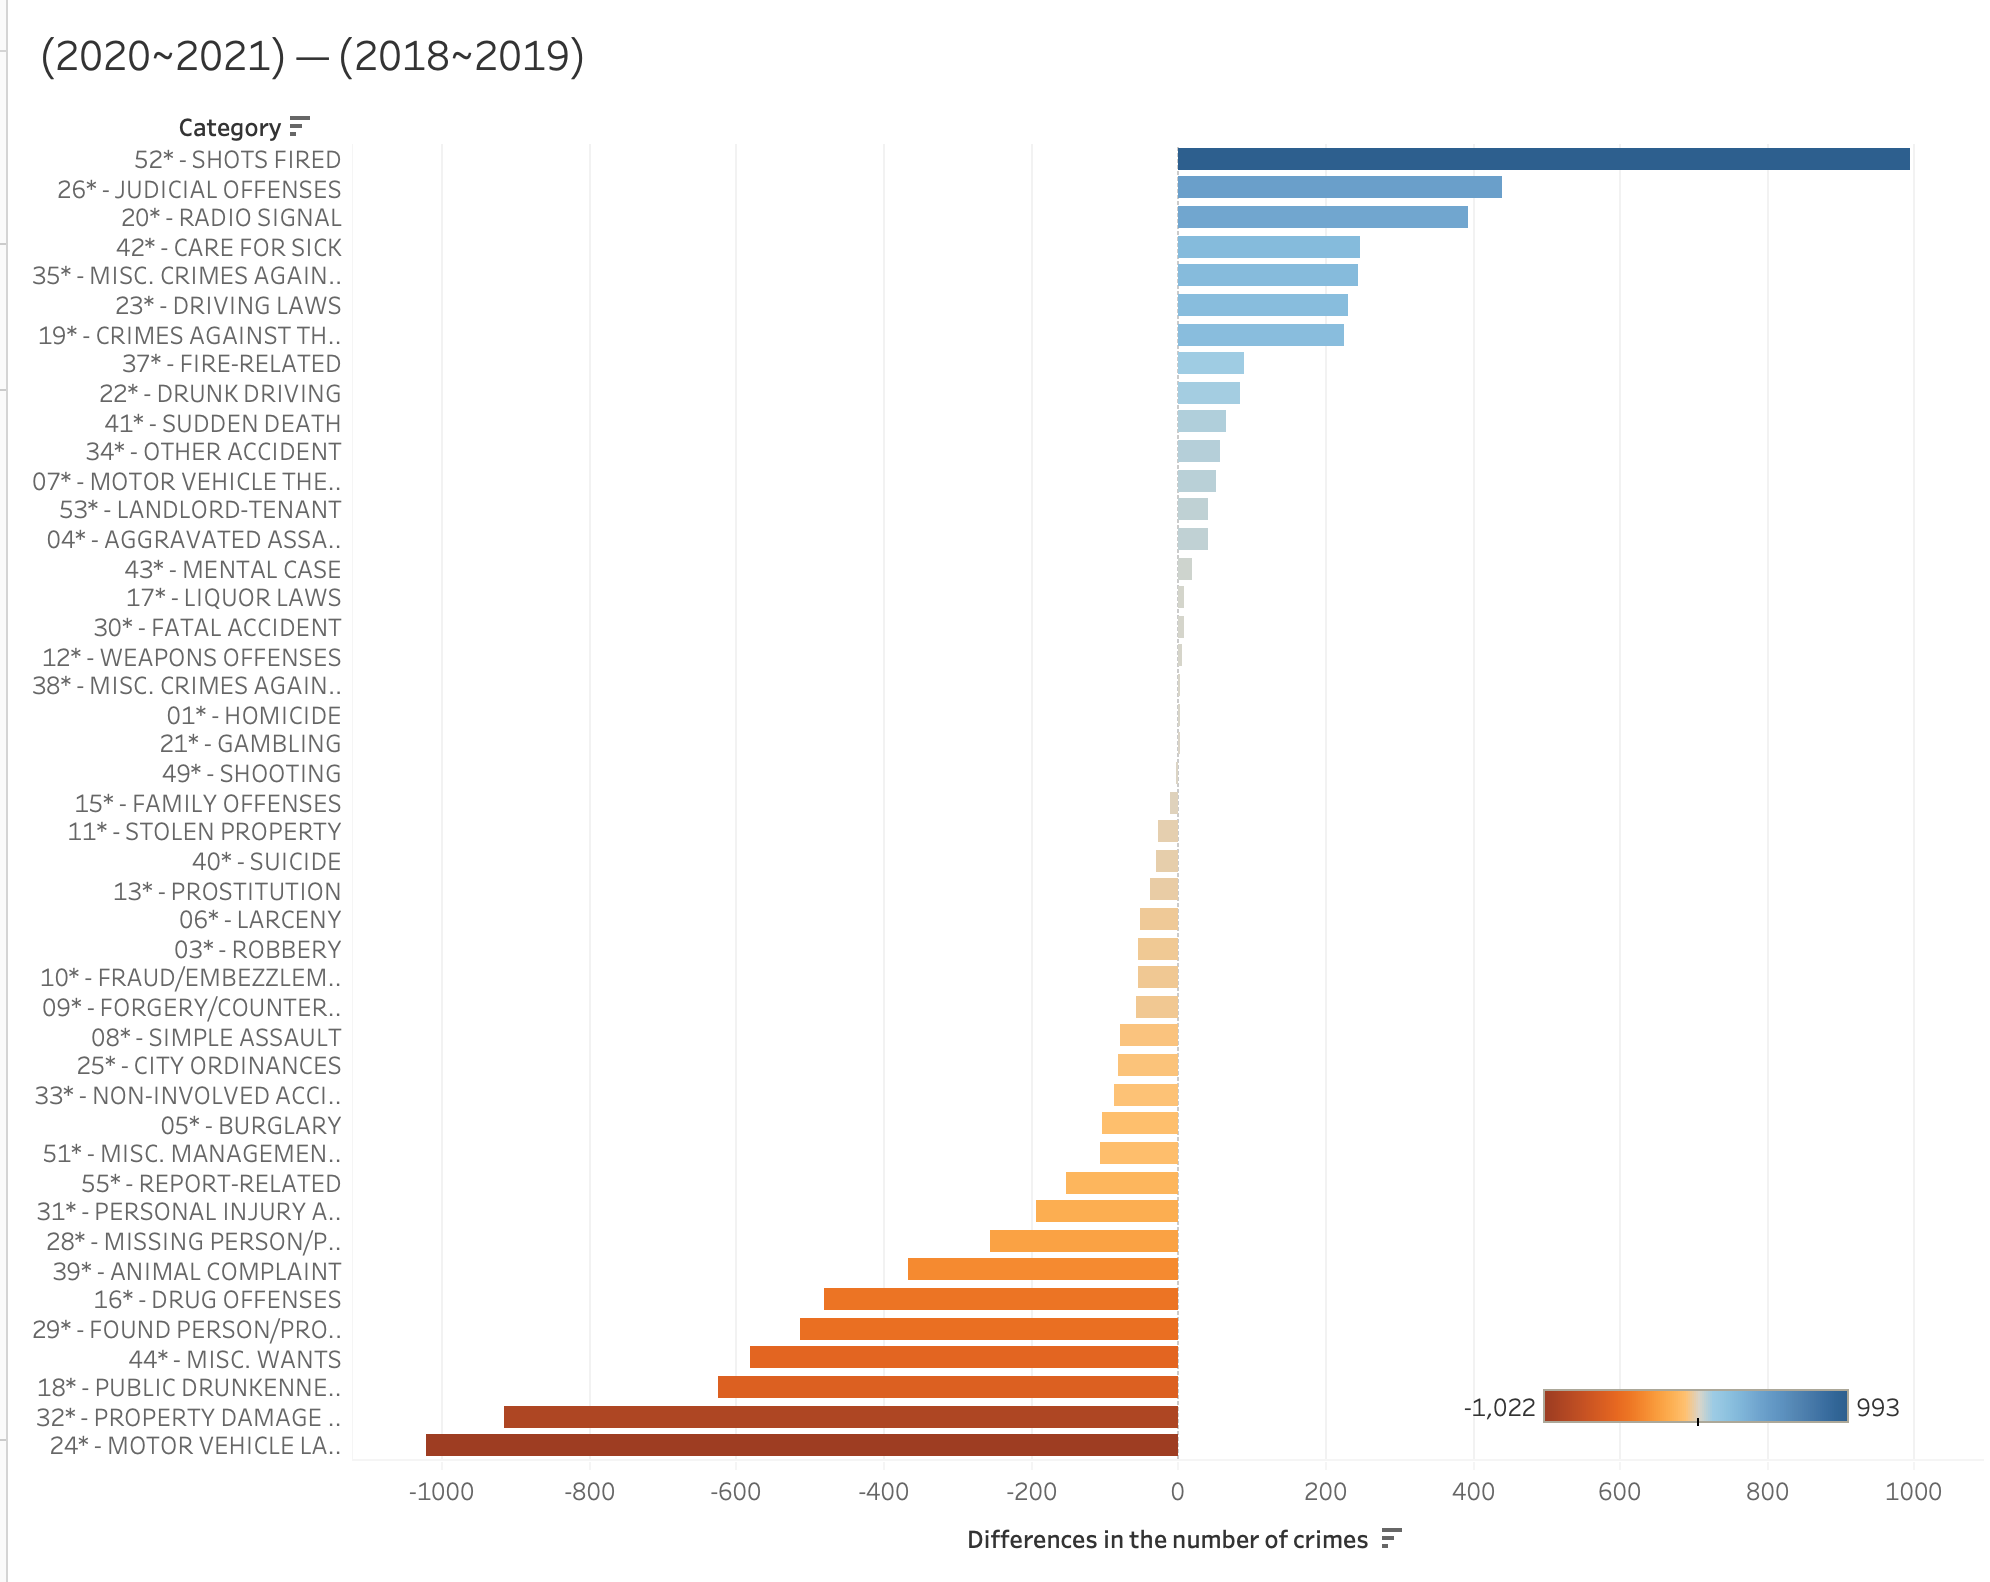 (2020~2021) — (2018~2019)
Category
52* - SHOTS FIRED
26* - JUDICIAL OFFENSES
20* - RADIO SIGNAL
42* - CARE FOR SICK
35* - MISC. CRIMES AGAIN..
23* - DRIVING LAWS
19* - CRIMES AGAINST TH..
37* - FIRE-RELATED
22* - DRUNK DRIVING
41* - SUDDEN DEATH
34* - OTHER ACCIDENT
07* - MOTOR VEHICLE THE..
53* - LANDLORD-TENANT
04* - AGGRAVATED ASSA..
43* - MENTAL CASE
17* - LIQUOR LAWS
30* - FATAL ACCIDENT
12* - WEAPONS OFFENSES
38* - MISC. CRIMES AGAIN..
01* - HOMICIDE
21* - GAMBLING
49* - SHOOTING
15* - FAMILY OFFENSES
11* - STOLEN PROPERTY
40* - SUICIDE
13* - PROSTITUTION
06* - LARCENY
03* - ROBBERY
10* - FRAUD/EMBEZZLEM..
09* - FORGERY/COUNTER..
08* - SIMPLE ASSAULT
25* - CITY ORDINANCES
33* - NON-INVOLVED ACCI..
05* - BURGLARY
51* - MISC. MANAGEMEN..
55* - REPORT-RELATED
31* - PERSONAL INJURY A..
28* - MISSING PERSON/P..
39* - ANIMAL COMPLAINT
16* - DRUG OFFENSES
29* - FOUND PERSON/PRO..
44* - MISC. WANTS
18* - PUBLIC DRUNKENNE..
32* - PROPERTY DAMAGE ..
24* - MOTOR VEHICLE LA..
-1,022 993
-1000 -800 -600 -400 -200 0 200 400 600 800 1000
Differences in the number of crimes